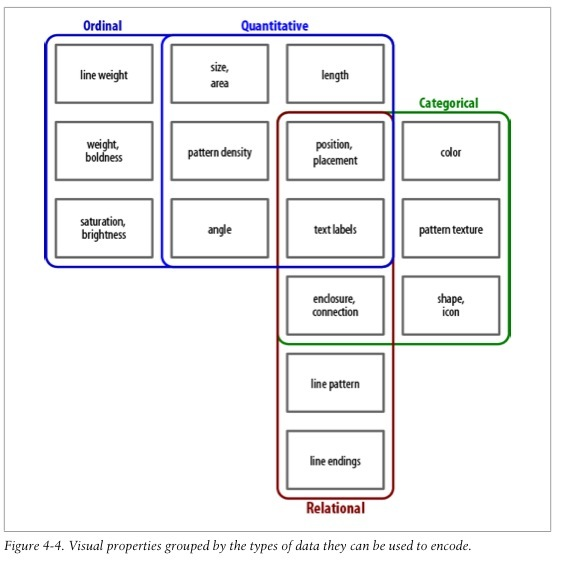 Ordinal
Quantitative
line weight
size,
area
length
Categorical
weight,
boldness
pattern density
position,
placement
color
saturation,
brightness
angle
text labels
pattern texture
enclosure,
connection
shape,
icon
line pattern
line endings
Relational
Figure 4-4. Visual properties grouped by the types of data they can be used to encode.